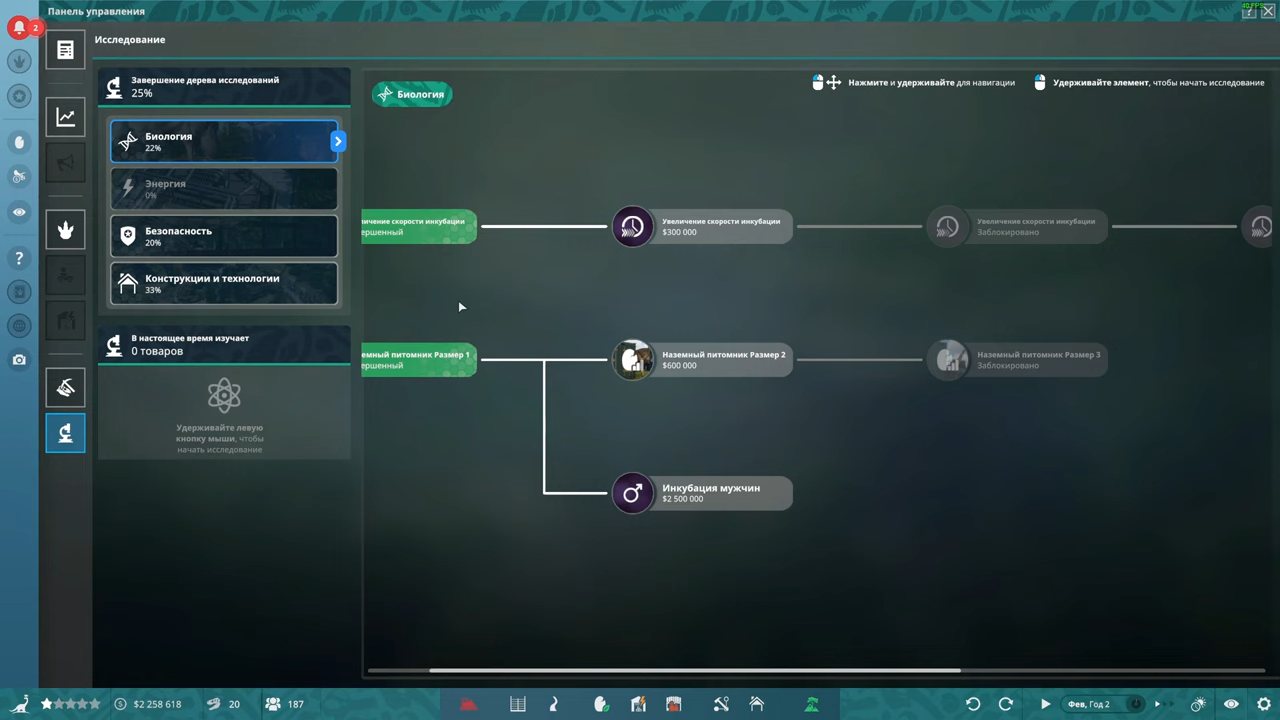 Панель управления
40 FPS
2
Исследование
Завершение дерева исследований
25%
Биология
22%
Энергия
0%
Безопасность
20%
Конструкции и технологии
33%
В настоящее время изучает
0 товаров
Удерживайте левую
кнопку мыши, чтобы
начать исследование
Биология
Нажмите и удерживайте для навигации
Удерживайте элемент, чтобы начать исследование
личение скорости инкубации
ершенный
Увеличение скорости инкубации
$300 000
Увеличение скорости инкубации
Заблокировано
емный питомник Размер 1
ершенный
Наземный питомник Размер 2
$600 000
Наземный питомник Размер 3
Заблокировано
Инкубация мужчин
$2 500 000
$2 258 618
20
187
Фев, Год 2